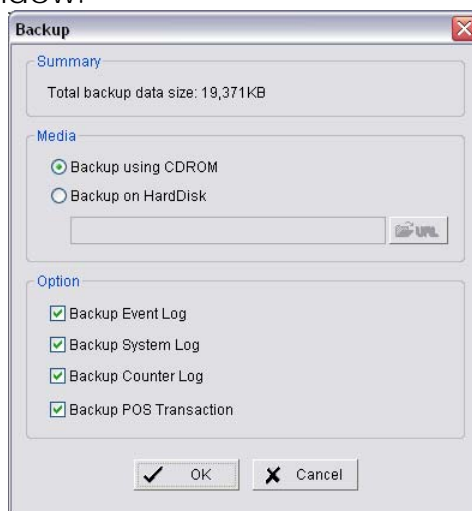 Backup
Summary
Total backup data size: 19,371KB
Media
Backup using CDROM
Backup on HardDisk
URL
Option
Backup Event Log
Backup System Log
Backup Counter Log
Backup POS Transaction
OK
Cancel